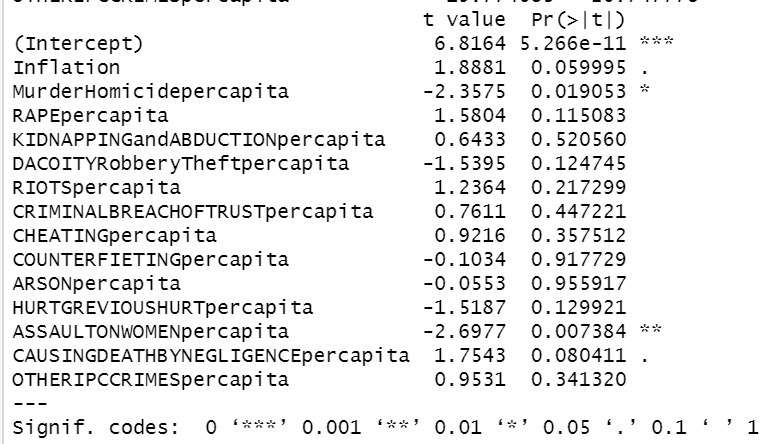 t value Pr(>|t|)
(Intercept) 6.8164 5.266e-11 ***
Inflation 1.8881 0.059995 .
MurderHomicidepercapita -2.3575 0.019053 *
RAPEpercapita 1.5804 0.115083
KIDNAPPINGandABDUCTIONpercapita 0.6433 0.520560
DACOITYRobberyTheftpercapita -1.5395 0.124745
RIOTSpercapita 1.2364 0.217299
CRIMINALBREACHOFTRUSTpercapita 0.7611 0.447221
CHEATINGpercapita 0.9216 0.357512
COUNTERFIETINGpercapita -0.1034 0.917729
ARSONpercapita -0.0553 0.955917
HURTGREVIOUSHURTpercapita -1.5187 0.129921
ASSAULTONWOMENpercapita -2.6977 0.007384 **
CAUSINGDEATHBYNEGLIGENCEpercapita 1.7543 0.080411 .
OTHERIPCCRIMESpercapita 0.9531 0.341320
---
Signif. codes: 0 ‘***’ 0.001 ‘**’ 0.01 ‘*’ 0.05 ‘.’ 0.1 ‘ ’ 1